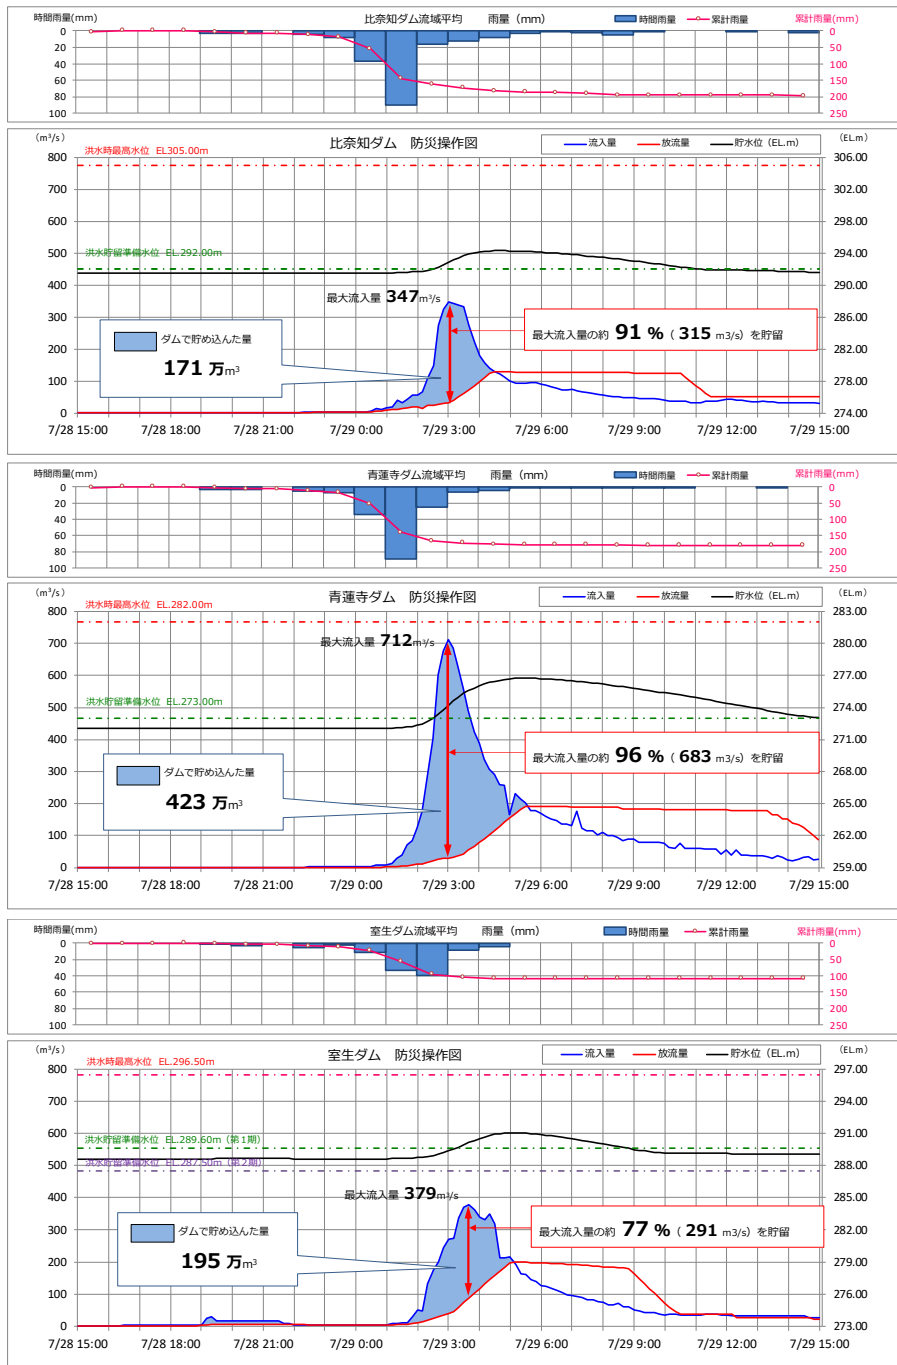 時間雨量(mm) 比奈知ダム流域平均 雨量（mm） 時間雨量 累計雨量 累計雨量(mm)
0 0
20 50
40 100
60 150
80 200
100 250
（m³/s） 比奈知ダム 防災操作図 流入量 放流量 貯水位（EL.m） （EL.m）
洪水時最高水位 EL305.00m
800 306.00
700 302.00
600 298.00
洪水貯留準備水位 EL.292.00m
500 294.00
400 290.00
最大流入量 347m³/s
300 286.00
ダムで貯め込んだ量
最大流入量の約 91 % （ 315 m3/s）を貯留
200 282.00
171 万m³
100 278.00
0 274.00
7/28 15:00 7/28 18:00 7/28 21:00 7/29 0:00 7/29 3:00 7/29 6:00 7/29 9:00 7/29 12:00 7/29 15:00
時間雨量(mm) 青蓮寺ダム流域平均 雨量（mm） 時間雨量 累計雨量 累計雨量(mm)
0 0
20 50
40 100
60 150
80 200
100 250
（m³/s） 青蓮寺ダム 防災操作図 流入量 放流量 貯水位（EL.m） （EL.m）
洪水時最高水位 EL.282.00m
800 283.00
700 280.00
最大流入量 712m³/s
600 277.00
洪水貯留準備水位 EL.273.00m
500 274.00
400 271.00
最大流入量の約 96 % （ 683 m3/s）を貯留
ダムで貯め込んだ量
300 268.00
423 万m³
200 265.00
100 262.00
0 259.00
7/28 15:00 7/28 18:00 7/28 21:00 7/29 0:00 7/29 3:00 7/29 6:00 7/29 9:00 7/29 12:00 7/29 15:00
時間雨量(mm) 室生ダム流域平均 雨量（mm） 時間雨量 累計雨量 累計雨量(mm)
0 0
20 50
40 100
60 150
80 200
100 250
（m³/s） 室生ダム 防災操作図 流入量 放流量 貯水位（EL.m） （EL.m）
洪水時最高水位 EL.296.50m
800 297.00
700 294.00
600 291.00
洪水貯留準備水位 EL.289.60m（第1期）
洪水貯留準備水位 EL.287.50m（第2期）
500 288.00
最大流入量 379m³/s
400 285.00
300 282.00
ダムで貯め込んだ量
最大流入量の約 77 % （ 291 m3/s）を貯留
195 万m³
200 279.00
100 276.00
0 273.00
7/28 15:00 7/28 18:00 7/28 21:00 7/29 0:00 7/29 3:00 7/29 6:00 7/29 9:00 7/29 12:00 7/29 15:00